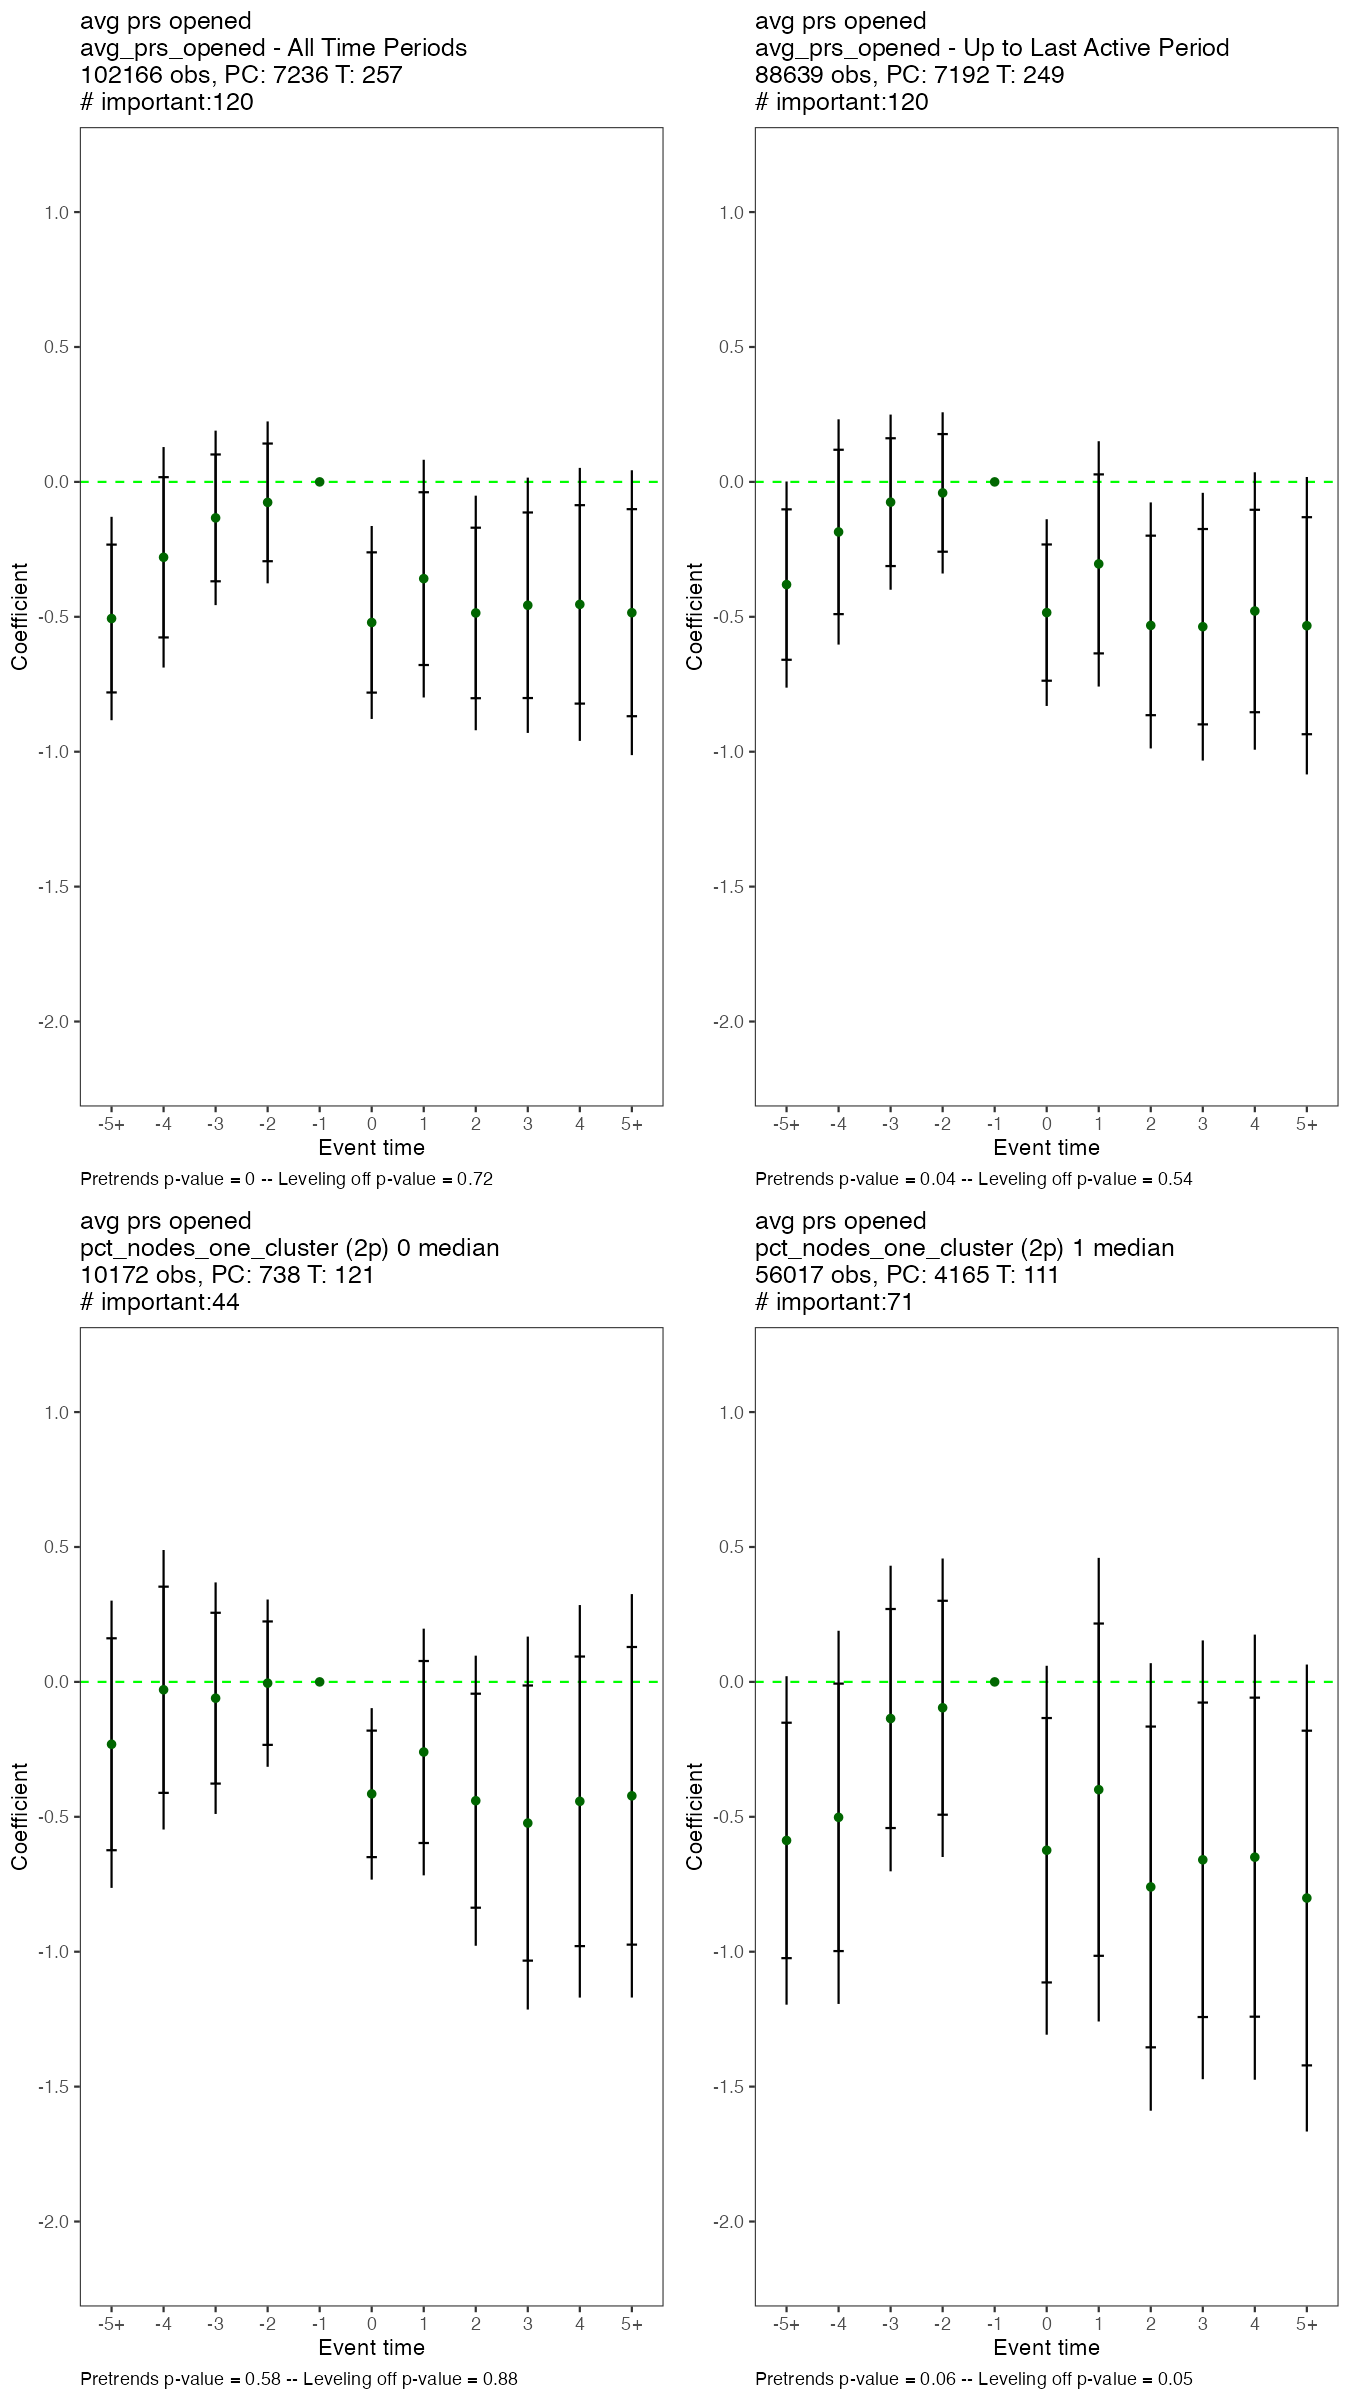 avg prs opened
avg_prs_opened - All Time Periods
102166 obs, PC: 7236 T: 257
# important:120
1.0
0.5
0.0
-0.5
-1.0
-1.5
-2.0
Coefficient
-5+ -4 -3 -2 -1 0 1 2 3 4 5+
Event time
Pretrends p-value = 0 -- Leveling off p-value = 0.72
avg prs opened
avg_prs_opened - Up to Last Active Period
88639 obs, PC: 7192 T: 249
# important:120
1.0
0.5
0.0
-0.5
-1.0
-1.5
-2.0
Coefficient
-5+ -4 -3 -2 -1 0 1 2 3 4 5+
Event time
Pretrends p-value = 0.04 -- Leveling off p-value = 0.54
avg prs opened
pct_nodes_one_cluster (2p) 0 median
10172 obs, PC: 738 T: 121
# important:44
1.0
0.5
0.0
-0.5
-1.0
-1.5
-2.0
Coefficient
-5+ -4 -3 -2 -1 0 1 2 3 4 5+
Event time
Pretrends p-value = 0.58 -- Leveling off p-value = 0.88
avg prs opened
pct_nodes_one_cluster (2p) 1 median
56017 obs, PC: 4165 T: 111
# important:71
1.0
0.5
0.0
-0.5
-1.0
-1.5
-2.0
Coefficient
-5+ -4 -3 -2 -1 0 1 2 3 4 5+
Event time
Pretrends p-value = 0.06 -- Leveling off p-value = 0.05